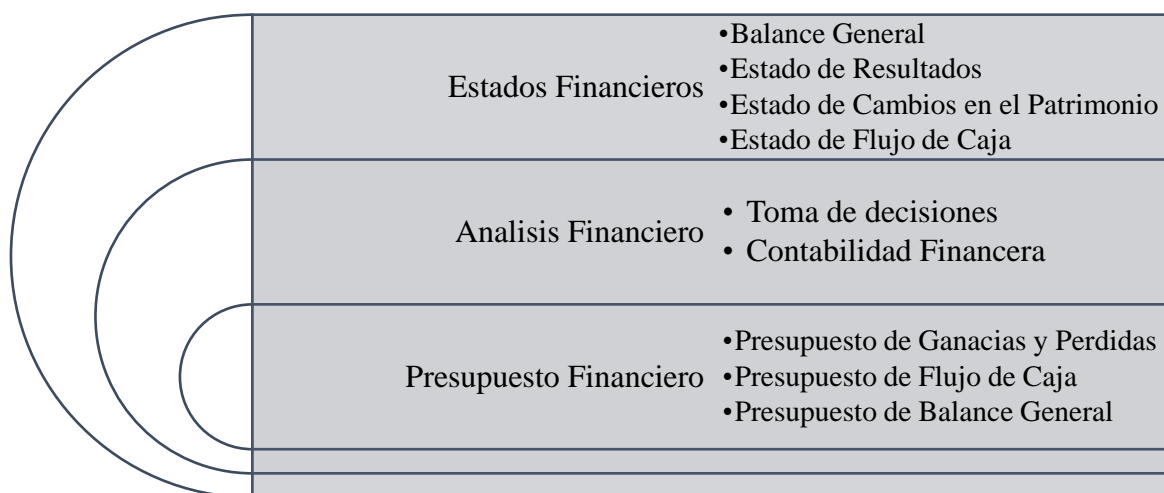 Estados Financieros
•Balance General
•Estado de Resultados
•Estado de Cambios en el Patrimonio
•Estado de Flujo de Caja
Analisis Financiero
• Toma de decisiones
• Contabilidad Financera
Presupuesto Financiero
•Presupuesto de Ganacias y Perdidas
•Presupuesto de Flujo de Caja
•Presupuesto de Balance General